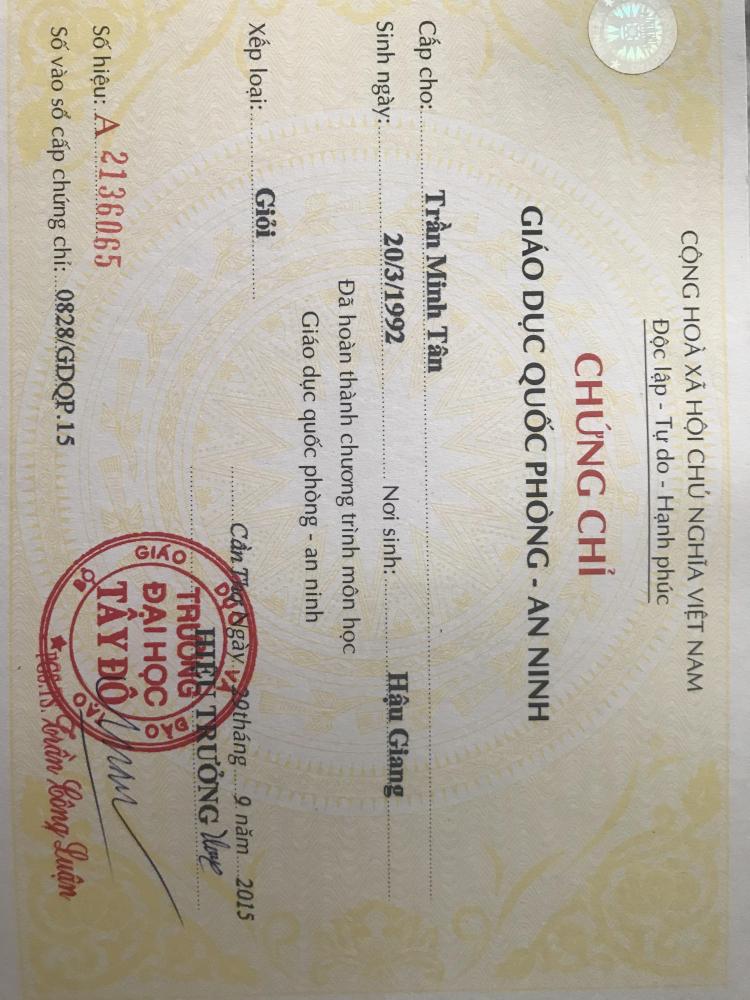 CỘNG HOÀ XÃ HỘI CHỦ NGHĨA VIỆT NAM
Độc lập - Tự do - Hạnh phúc
CHỨNG CHỈ
GIÁO DỤC QUỐC PHÒNG - AN NINH
Cấp cho: Trần Minh Tân
Sinh ngày: 20/3/1992 Nơi sinh: Hậu Giang
Đã hoàn thành chương trình môn học
Giáo dục quốc phòng - an ninh
Xếp loại: Giỏi
Cần Thơ Ngày 29 tháng 9 năm 2015
HIỆU TRƯỞNG
GIÁO DỤC VÀ ĐÀO TẠO
TRƯỜNG
ĐẠI HỌC
TÂY ĐÔ
Số hiệu: A 2136065
Số vào sổ cấp chứng chỉ: 0828/GDQP.15
PGS.TS. Trần Công Luận